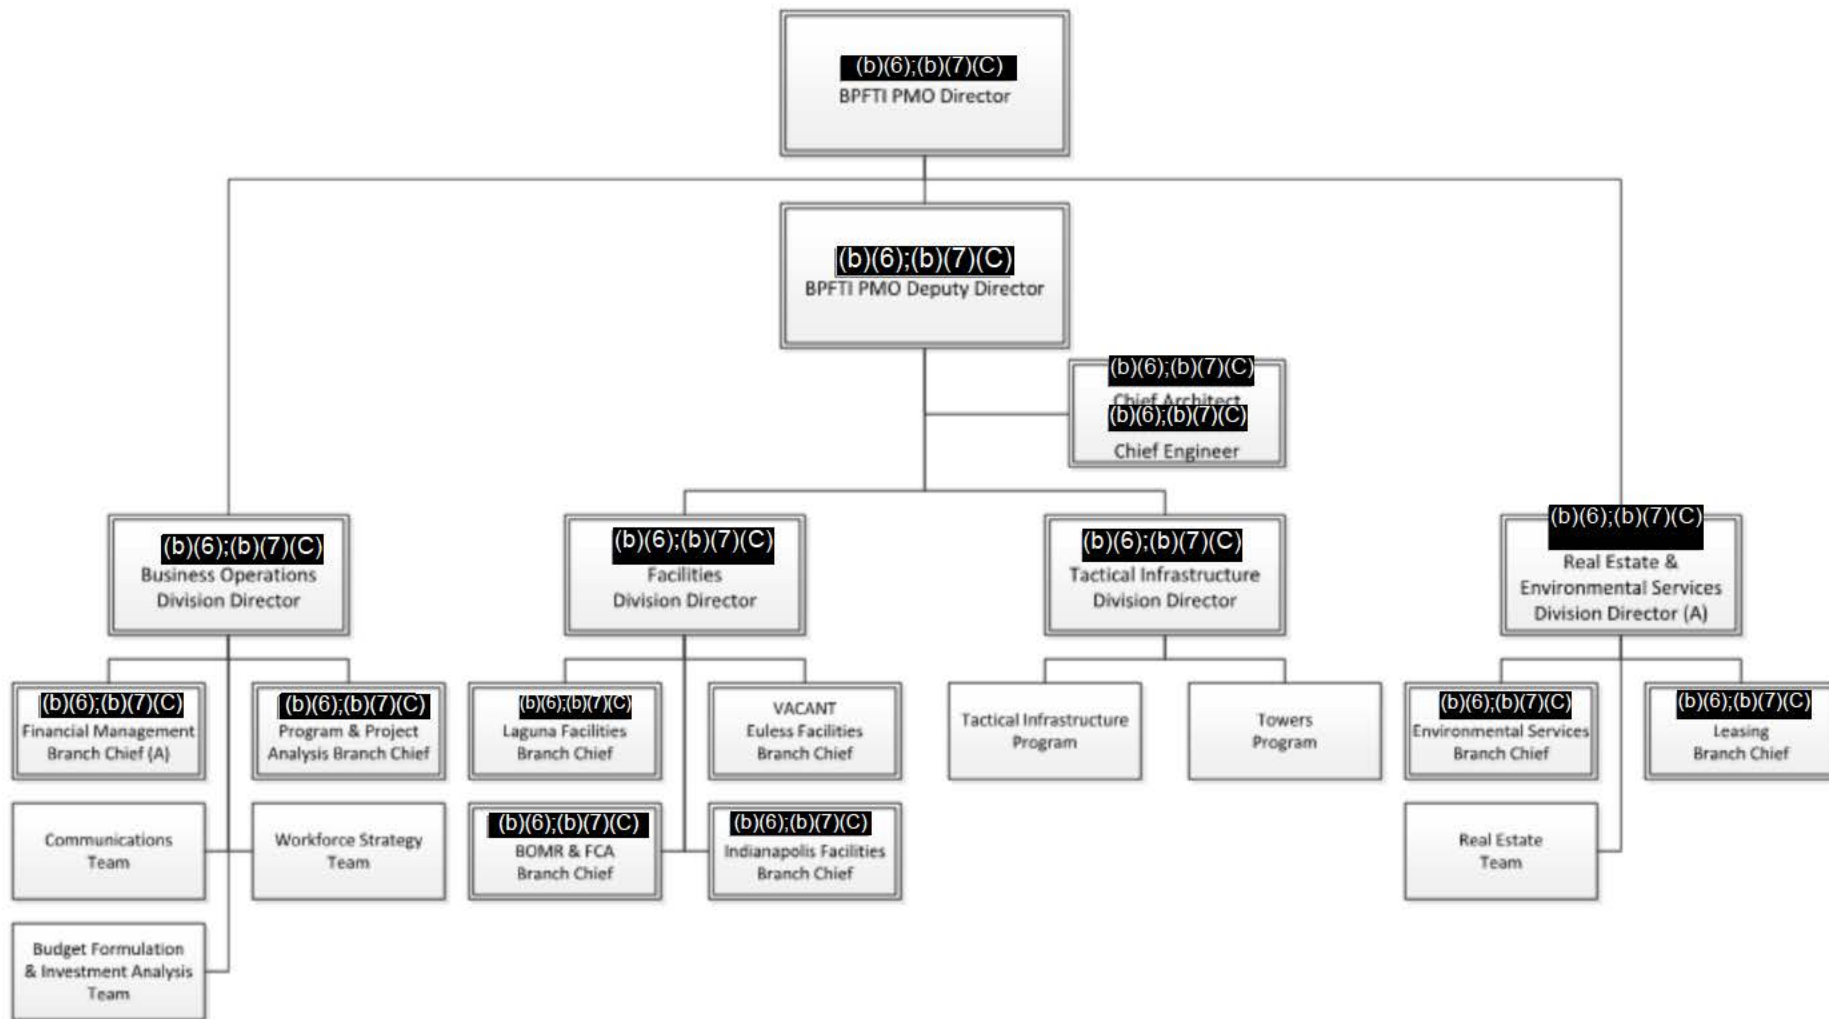 (b)(6);(b)(7)(C)
BPFTI PMO Director
(b)(6);(b)(7)(C)
BPFTI PMO Deputy Director
(b)(6);(b)(7)(C)
Chief Architect
(b)(6);(b)(7)(C)
Chief Engineer
(b)(6);(b)(7)(C)
Business Operations
Division Director
(b)(6);(b)(7)(C)
Facilities
Division Director
(b)(6);(b)(7)(C)
Tactical Infrastructure
Division Director
(b)(6);(b)(7)(C)
Real Estate &
Environmental Services
Division Director (A)
(b)(6);(b)(7)(C)
Financial Management
Branch Chief (A)
(b)(6);(b)(7)(C)
Program & Project
Analysis Branch Chief
(b)(6);(b)(7)(C)
Laguna Facilities
Branch Chief
VACANT
Euless Facilities
Branch Chief
Tactical Infrastructure
Program
Towers
Program
(b)(6);(b)(7)(C)
Environmental Services
Branch Chief
(b)(6);(b)(7)(C)
Leasing
Branch Chief
Communications
Team
Workforce Strategy
Team
(b)(6);(b)(7)(C)
BOMR & FCA
Branch Chief
(b)(6);(b)(7)(C)
Indianapolis Facilities
Branch Chief
Real Estate
Team
Budget Formulation
& Investment Analysis
Team